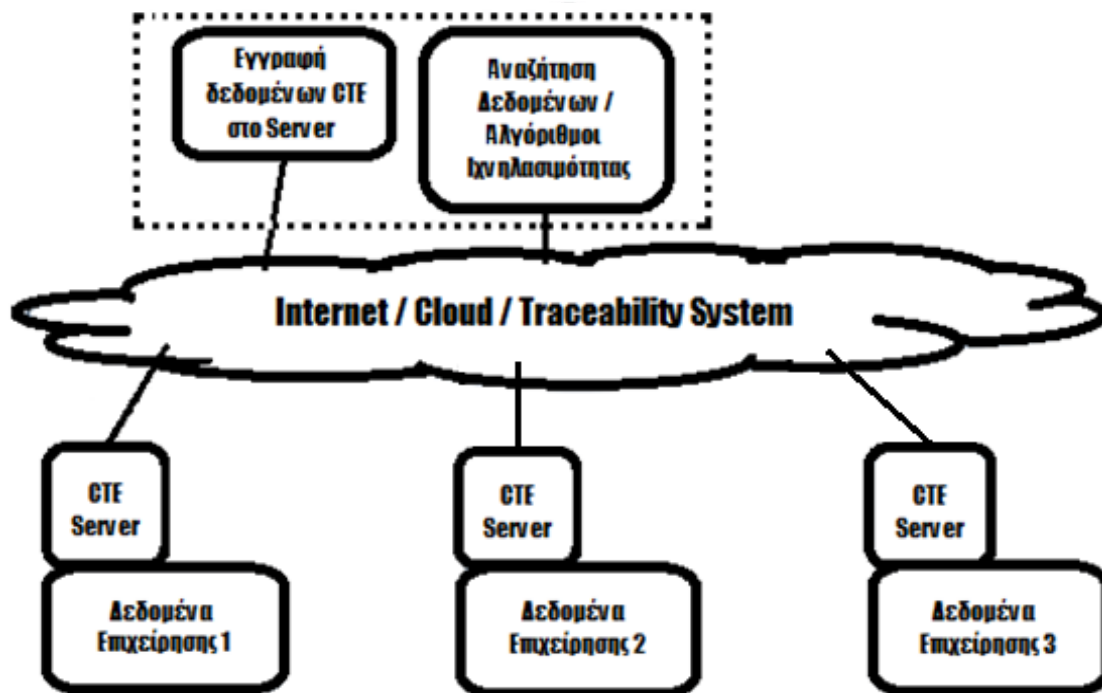 Εγγραφή
δεδομένων CTE
στο Server
Αναζήτηση
Δεδομένων /
Αλγόριθμοι
Ιχνηλασιμότητας
Internet / Cloud / Traceability System
CTE
Server
CTE
Server
CTE
Server
Δεδομένα
Επιχείρησης 1
Δεδομένα
Επιχείρησης 2
Δεδομένα
Επιχείρησης 3